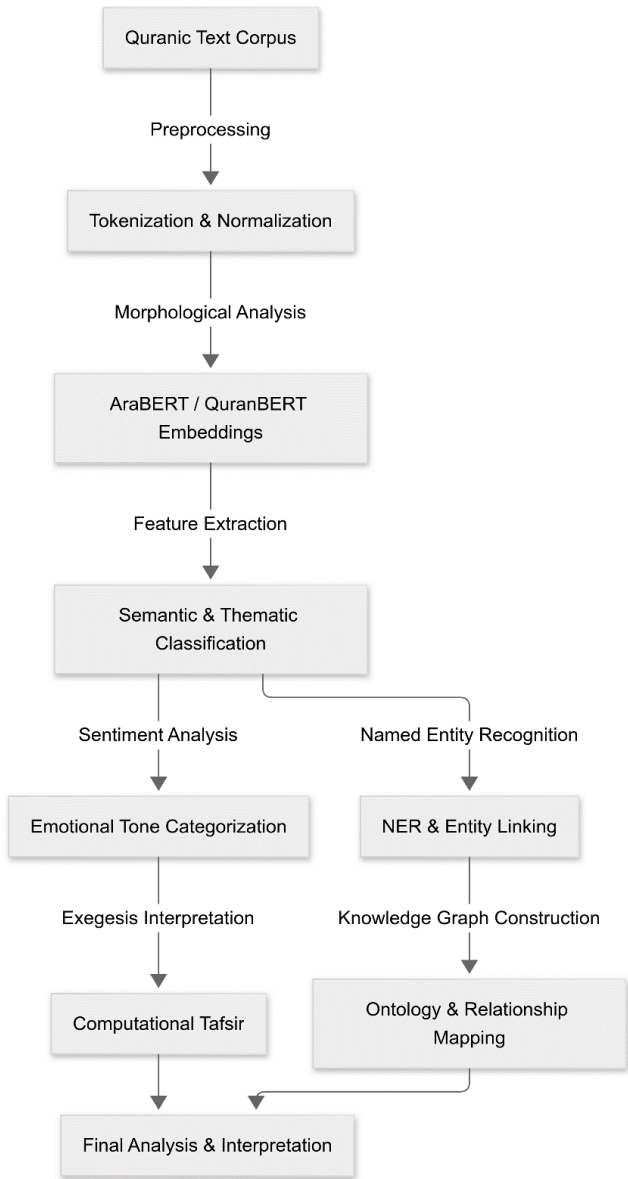 Quranic Text Corpus
Preprocessing
Tokenization & Normalization
Morphological Analysis
AraBERT / QuranBERT
Embeddings
Feature Extraction
Semantic & Thematic
Classification
Sentiment Analysis
Named Entity Recognition
Emotional Tone Categorization
NER & Entity Linking
Exegesis Interpretation
Knowledge Graph Construction
Computational Tafsir
Ontology & Relationship
Mapping
Final Analysis & Interpretation